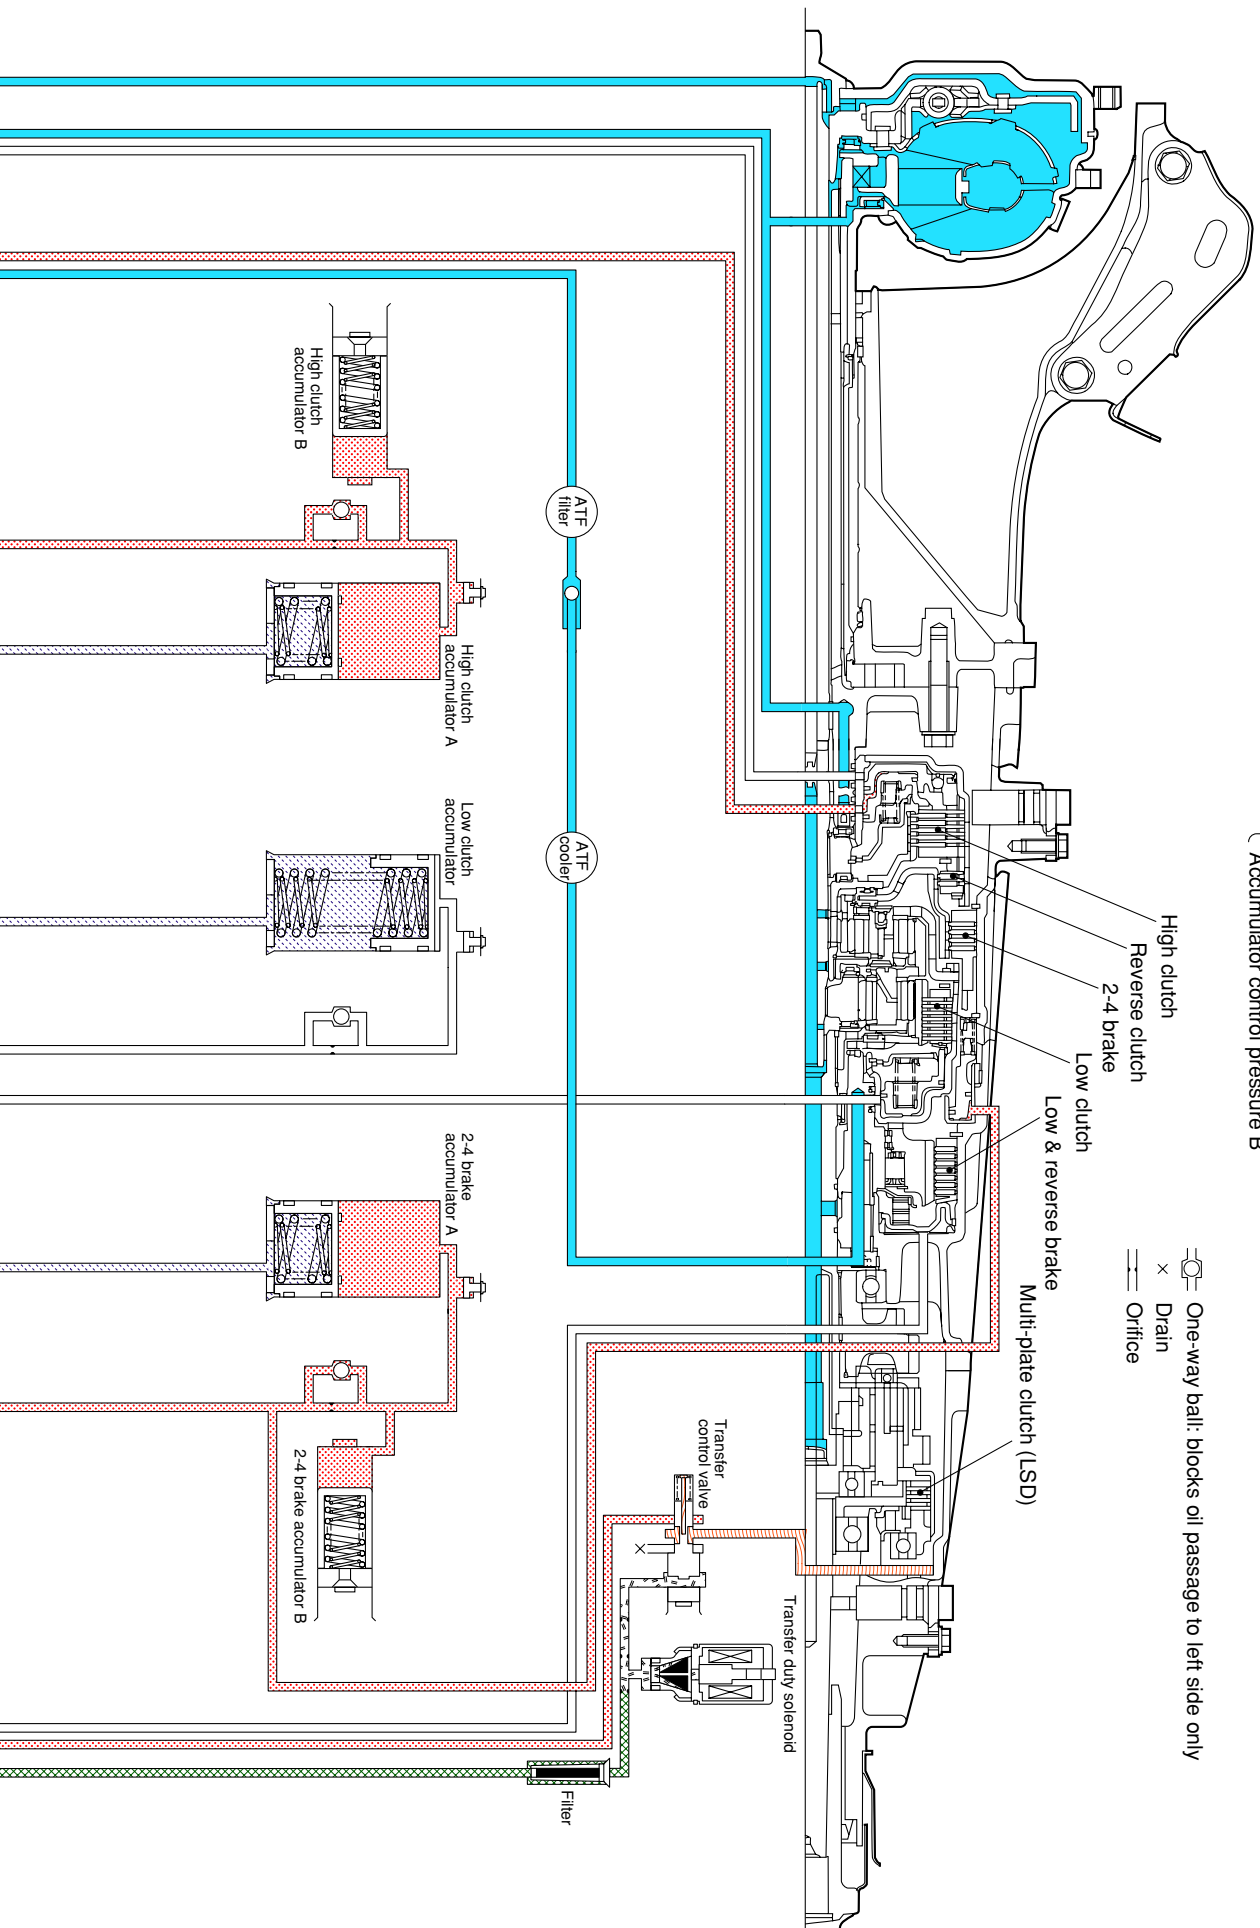 ( Accumulator control pressure B
One-way ball: blocks oil passage to left side only
Drain
Orifice
High clutch
Reverse clutch
2-4 brake
Low clutch
Low & reverse brake
Multi-plate clutch (LSD)
Transfer duty solenoid
Transfer
control valve
ATF
filter
ATF
cooler
Filter
High clutch
accumulator A
Low clutch
accumulator
2-4 brake
accumulator A
High clutch
accumulator B
2-4 brake accumulator B